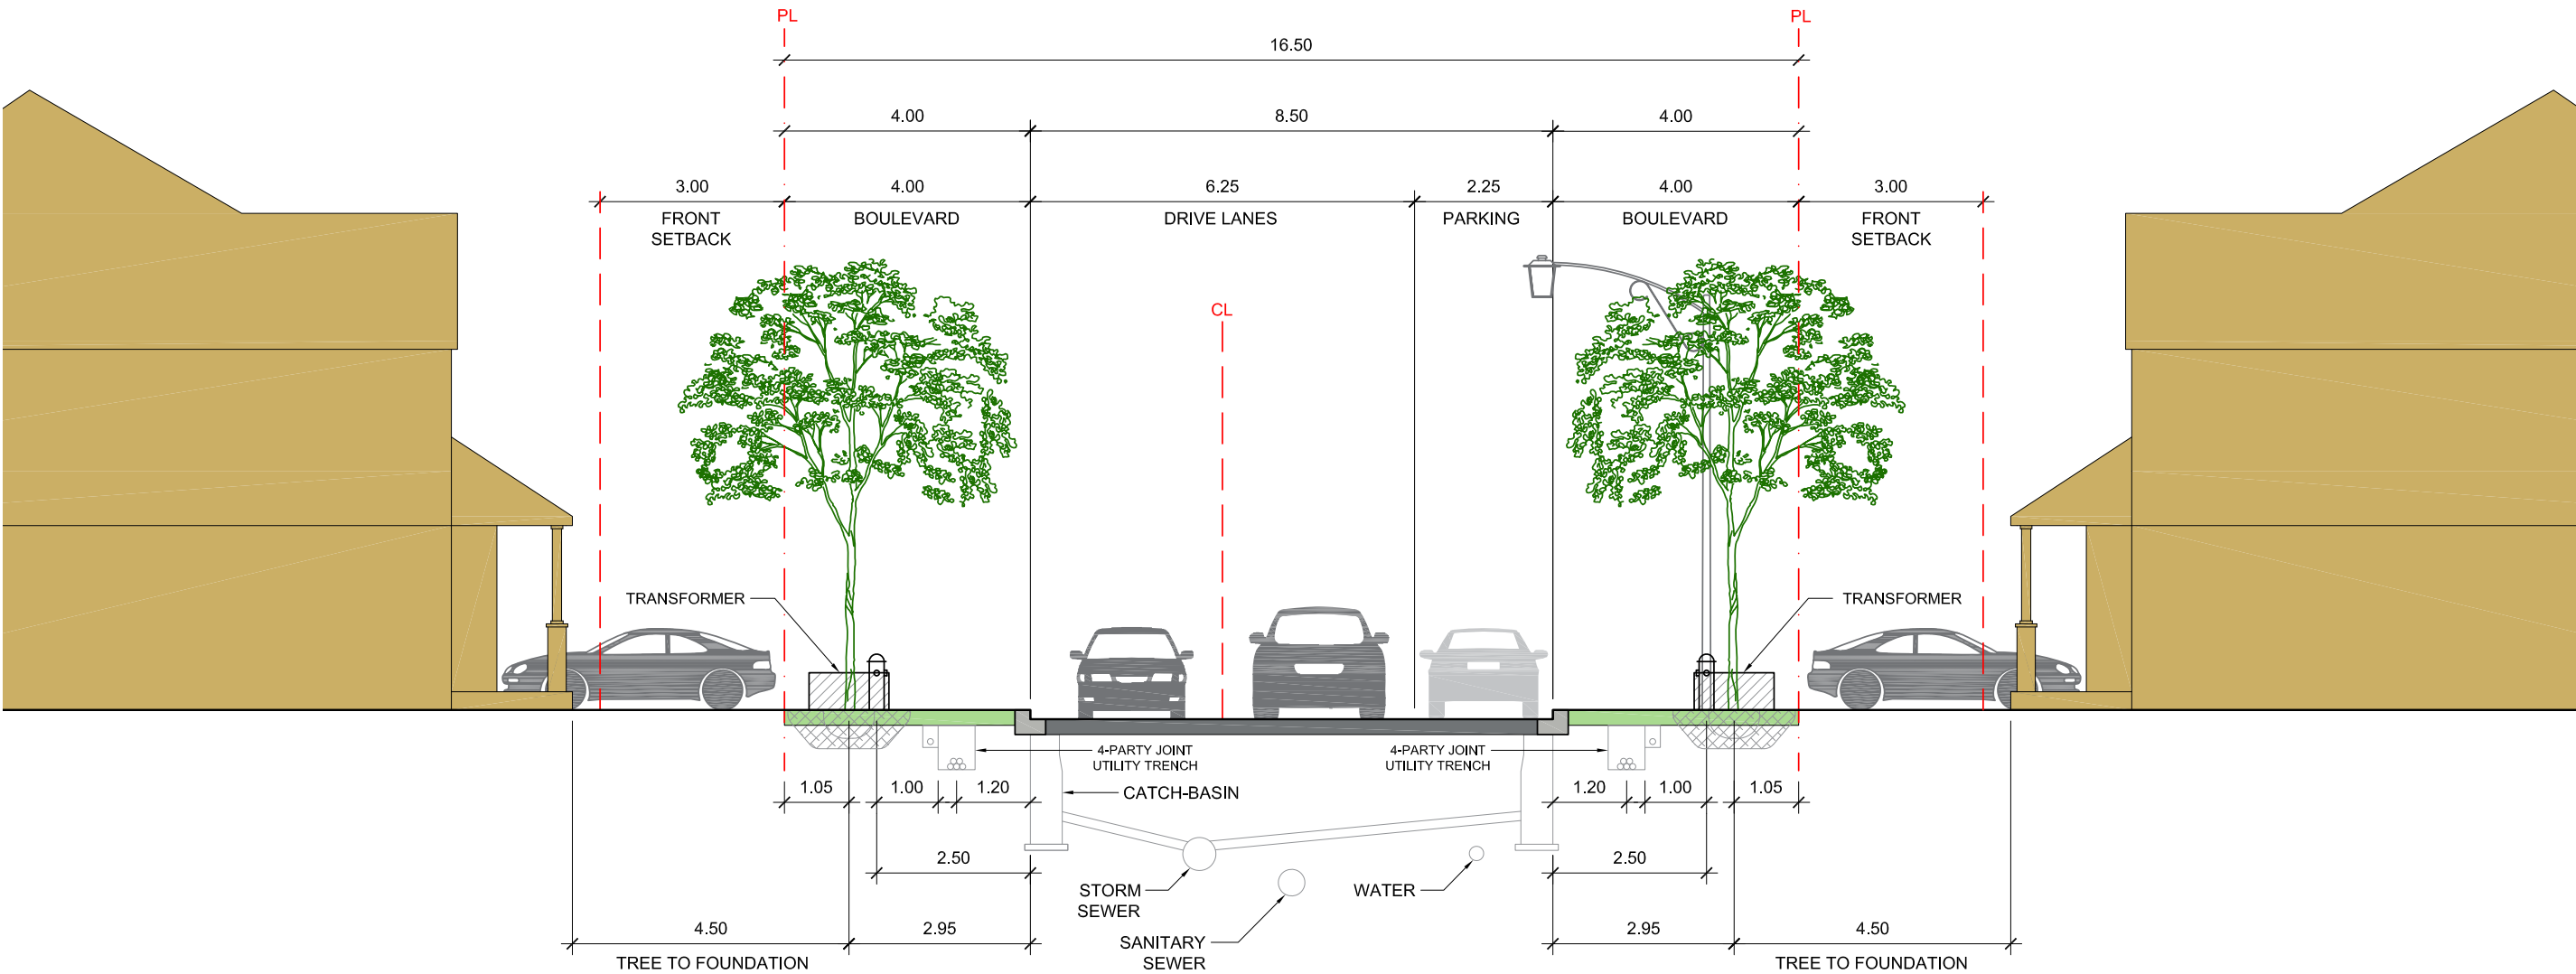 PL
PL
16.50
4.00
8.50
4.00
3.00
4.00
6.25
2.25
4.00
3.00
FRONT
SETBACK
BOULEVARD
DRIVE LANES
PARKING
BOULEVARD
FRONT
SETBACK
CL
TRANSFORMER
TRANSFORMER
4-PARTY JOINT
UTILITY TRENCH
4-PARTY JOINT
UTILITY TRENCH
1.05
1.00
1.20
CATCH-BASIN
1.20
1.00
1.05
2.50
2.50
STORM
SEWER
WATER
SANITARY
SEWER
4.50
2.95
2.95
4.50
TREE TO FOUNDATION
TREE TO FOUNDATION